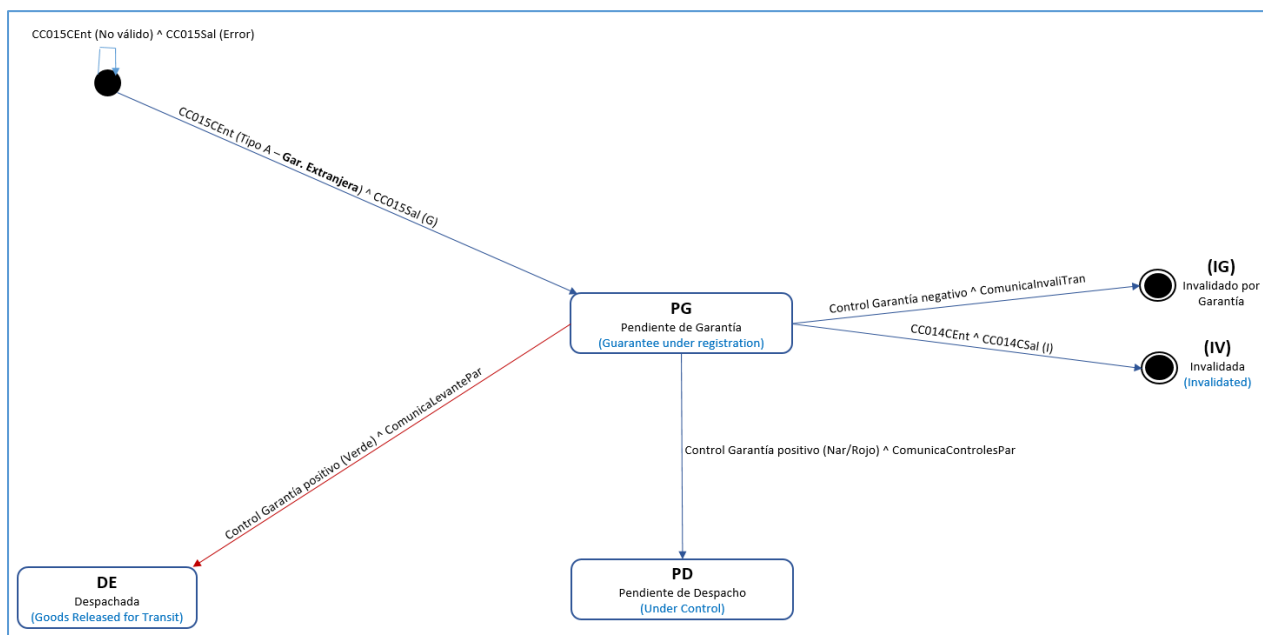 CC015CEnt (No válido) ^ CC015Sal (Error)
CC015CEnt (Tipo A – Gar. Extranjera) ^ CC015Sal (G)
(IG)
Invalidado por
Garantía
Control Garantía negativo ^ ComunicaInvaliTran
PG
Pendiente de Garantía
(Guarantee under registration)
CC014CEnt ^ CC014CSal (I)
(IV)
Invalidada
(Invalidated)
Control Garantía positivo (Verde) ^ ComunicaLevantePar
Control Garantía positivo (Nar/Rojo) ^ ComunicaControlesPar
DE
Despachada
(Goods Released for Transit)
PD
Pendiente de Despacho
(Under Control)